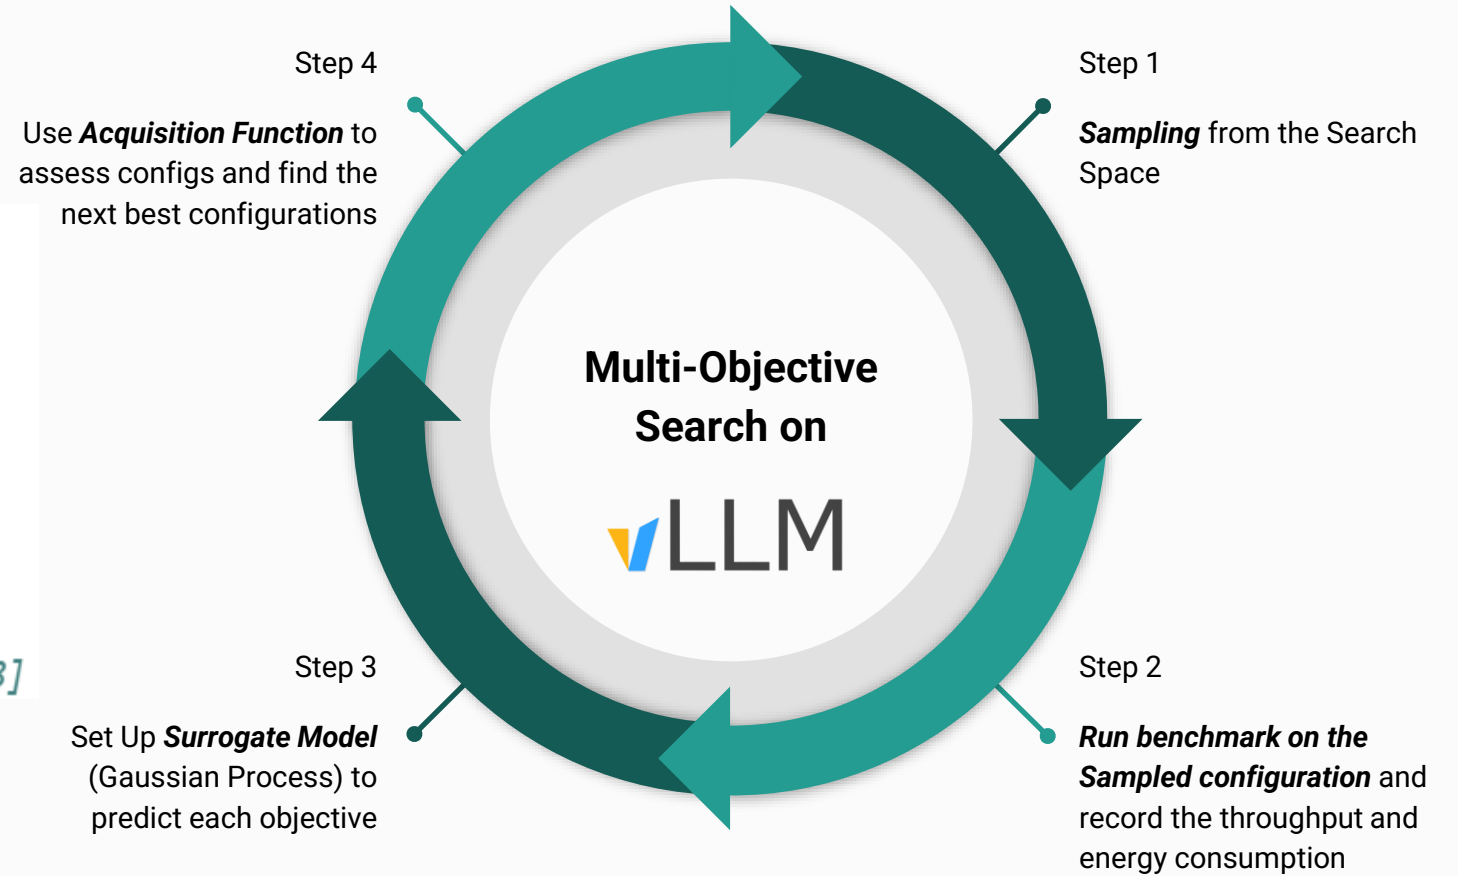 Step 4
Use Acquisition Function to
assess configs and find the
next best configurations
Step 1
Sampling from the Search
Space
Multi-Objective
Search on
vLLM
3]
Step 3
Set Up Surrogate Model
(Gaussian Process) to
predict each objective
Step 2
Run benchmark on the
Sampled configuration and
record the throughput and
energy consumption